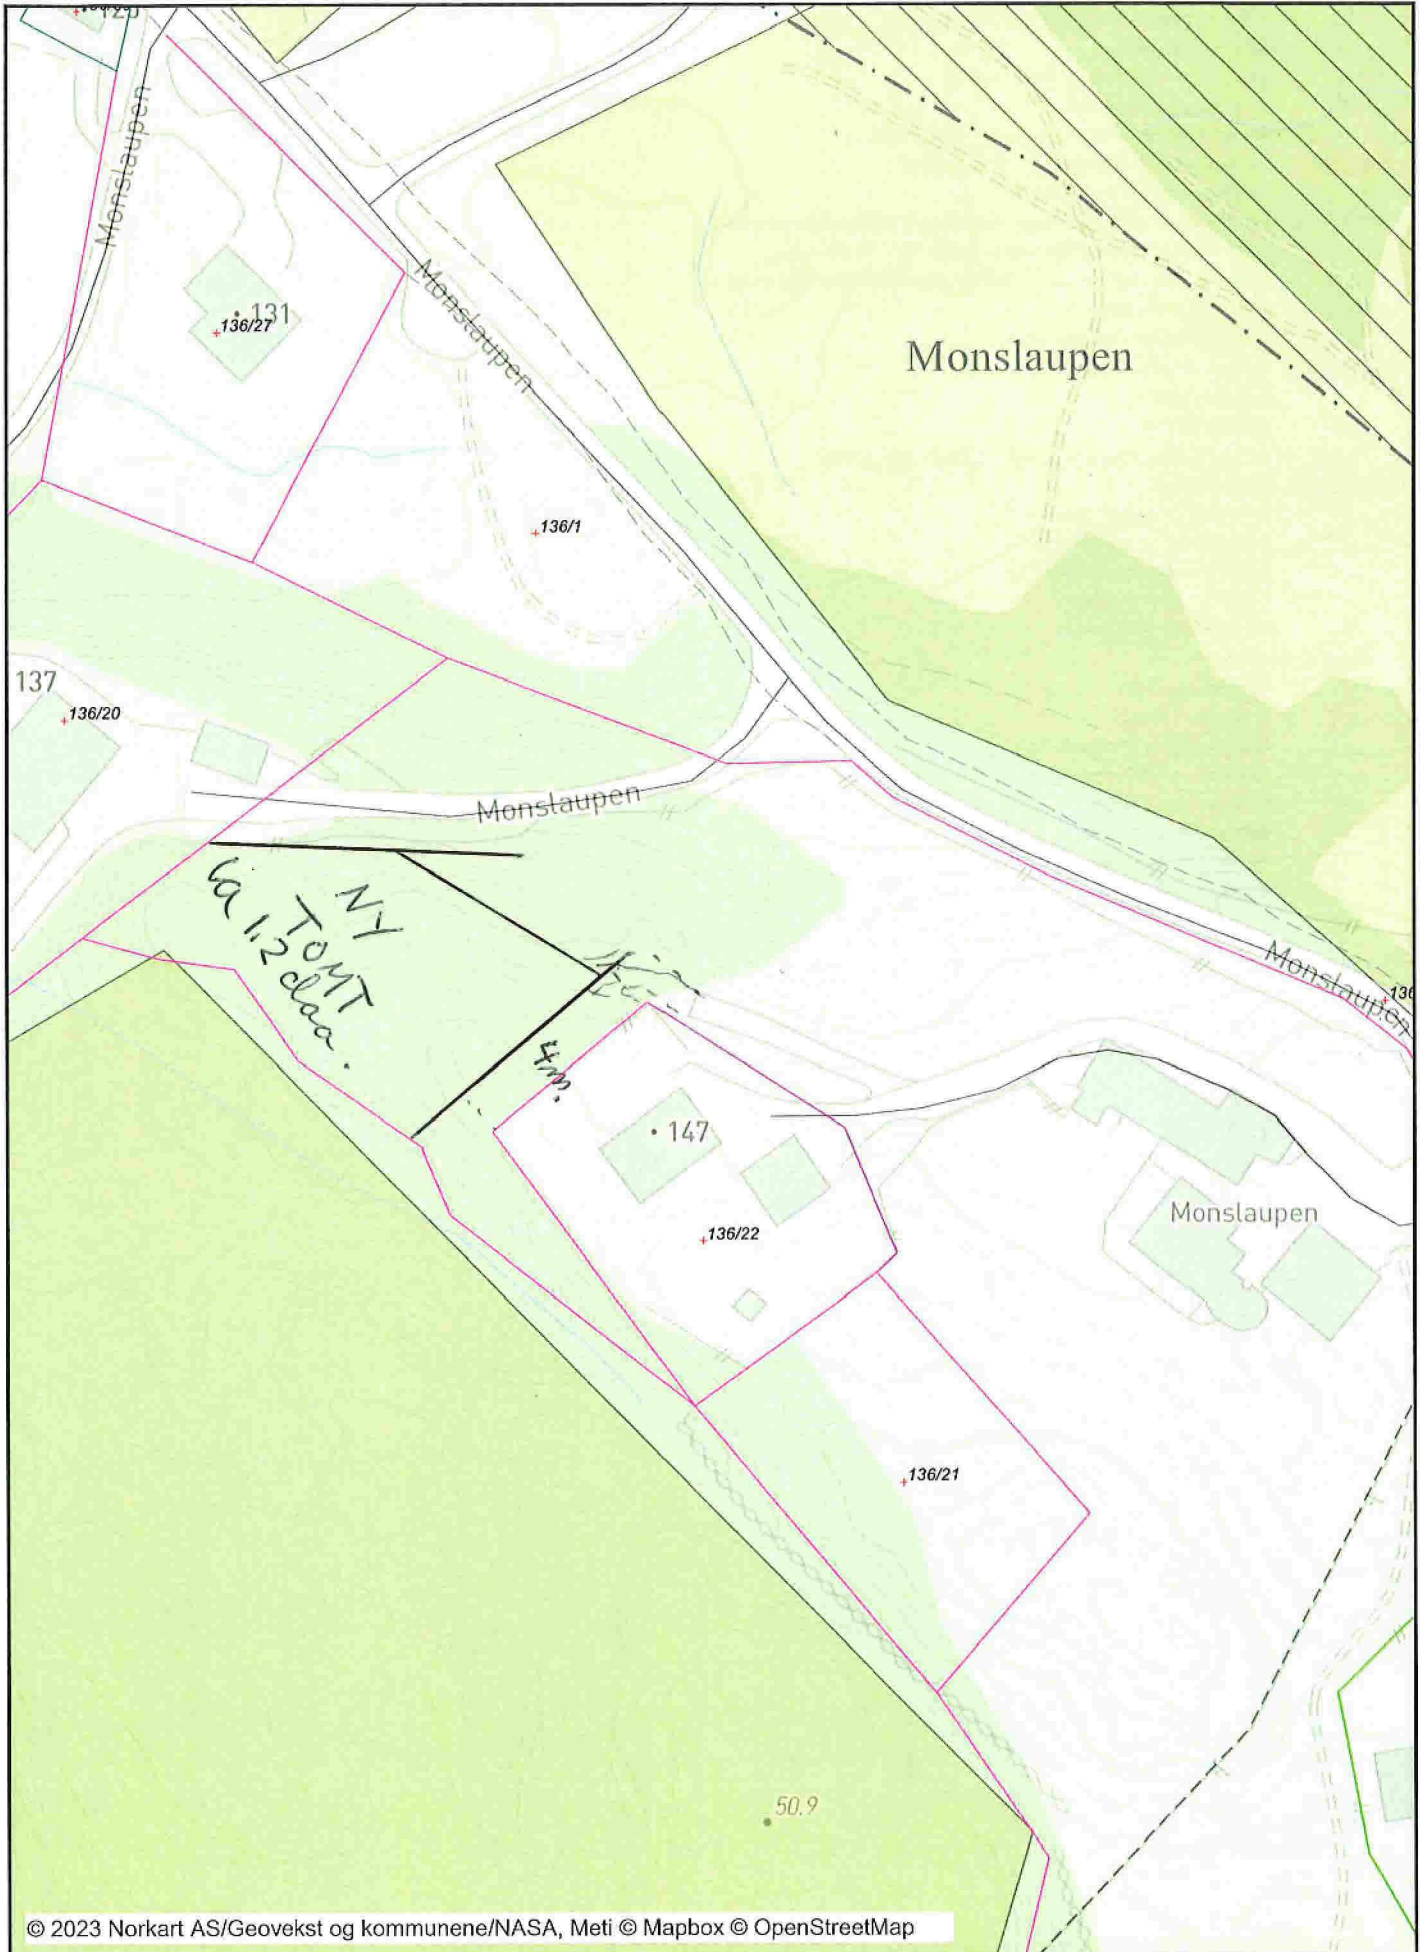 Monslaupen
131
136/27
Monslaupen
Monslaupen
136/1
137
136/20
Monslaupen
NY
TOMT
ca 1.2 daa.
4m.
Monslaupen
136
147
136/22
Monslaupen
136/21
50.9
© 2023 Norkart AS/Geovekst og kommunene/NASA, Meti © Mapbox © OpenStreetMap